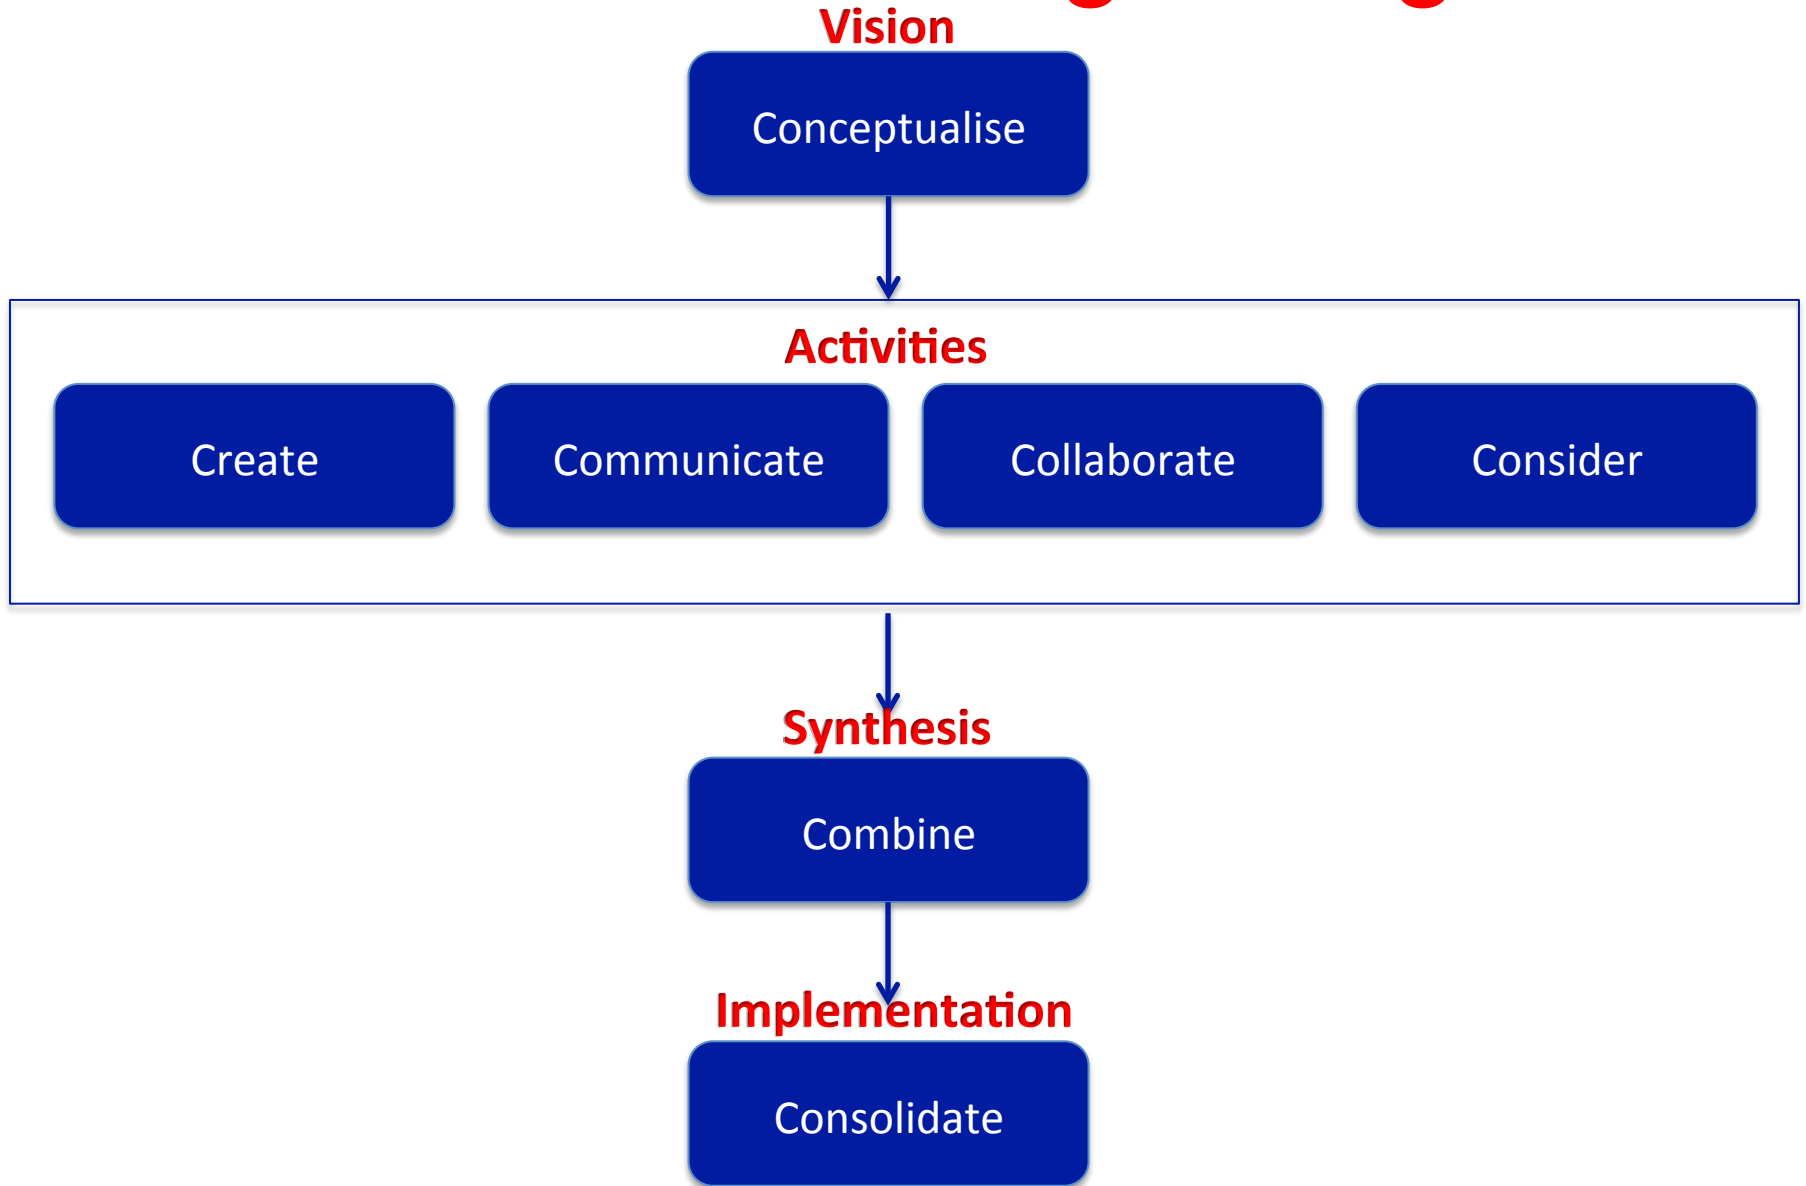 Vision
Conceptualise
Activities
Create
Communicate
Collaborate
Consider
Synthesis
Combine
Implementation
Consolidate